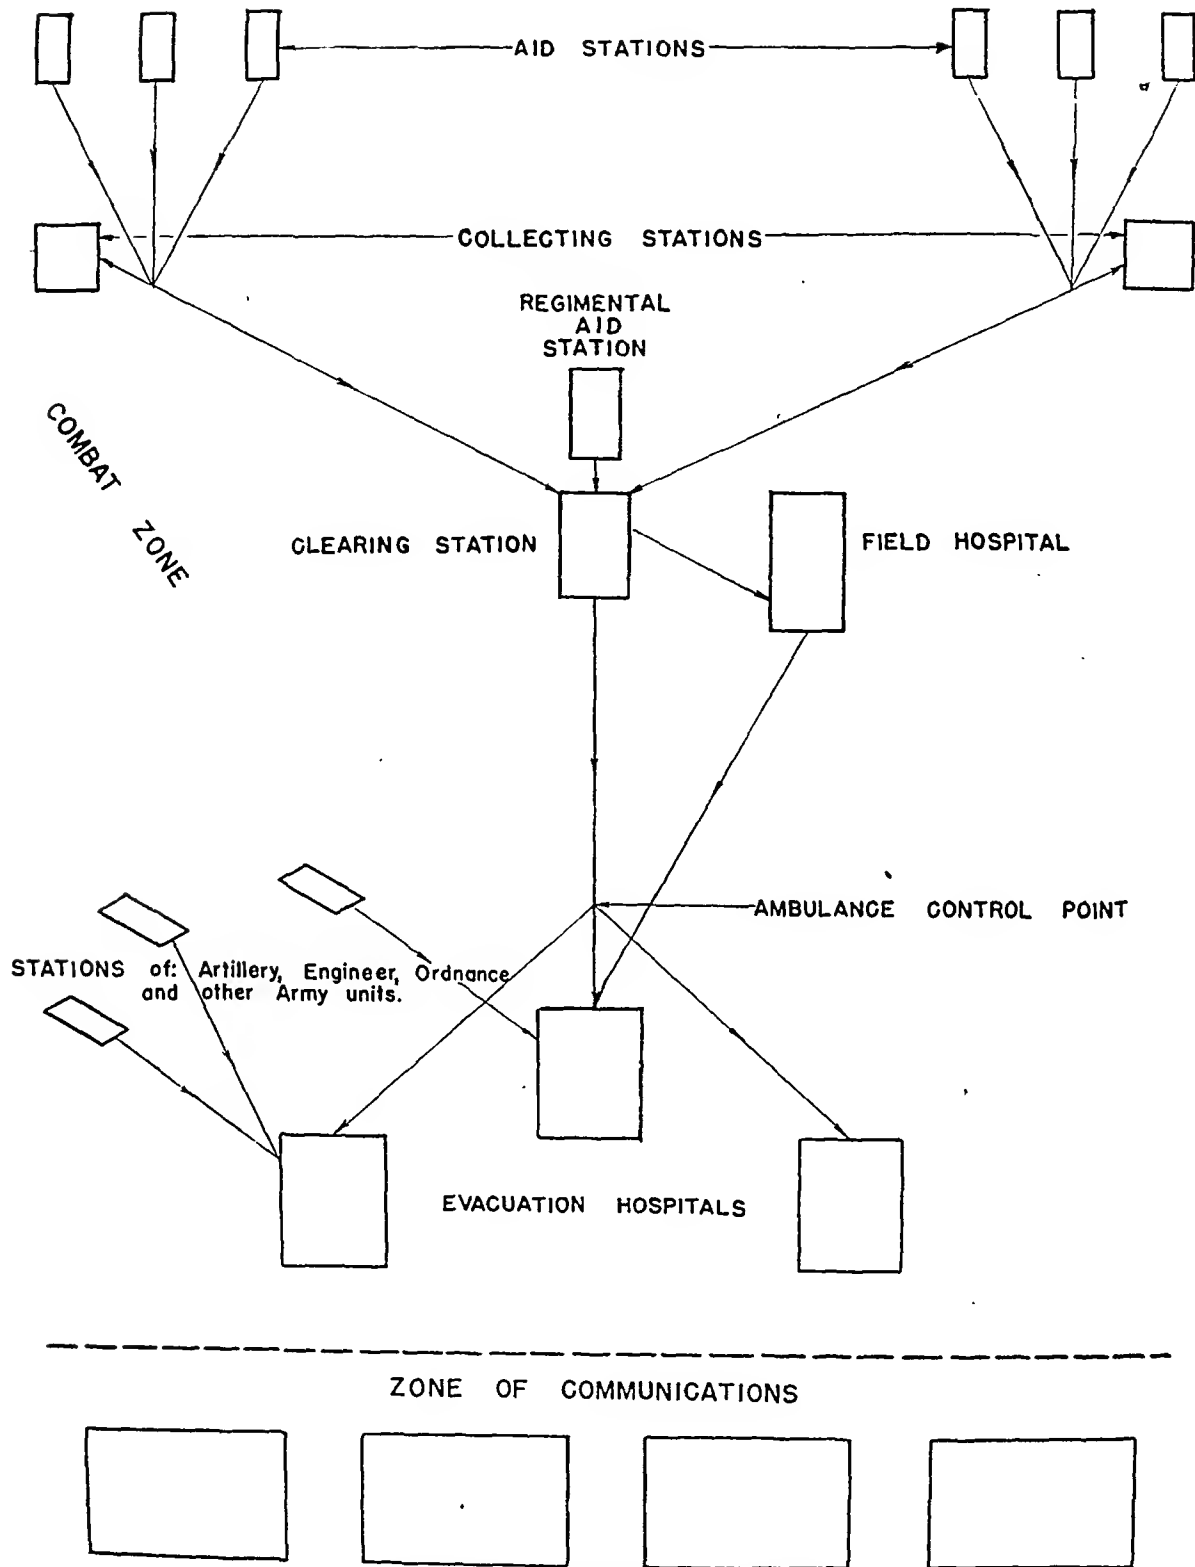 AID STATIONS
COLLECTING STATIONS
REGIMENTAL
AID
STATION
COMBAT ZONE
CLEARING STATION
FIELD HOSPITAL
AMBULANCE CONTROL POINT
STATIONS of: Artillery, Engineer, Ordnance
and other Army units.
EVACUATION HOSPITALS
ZONE OF COMMUNICATIONS